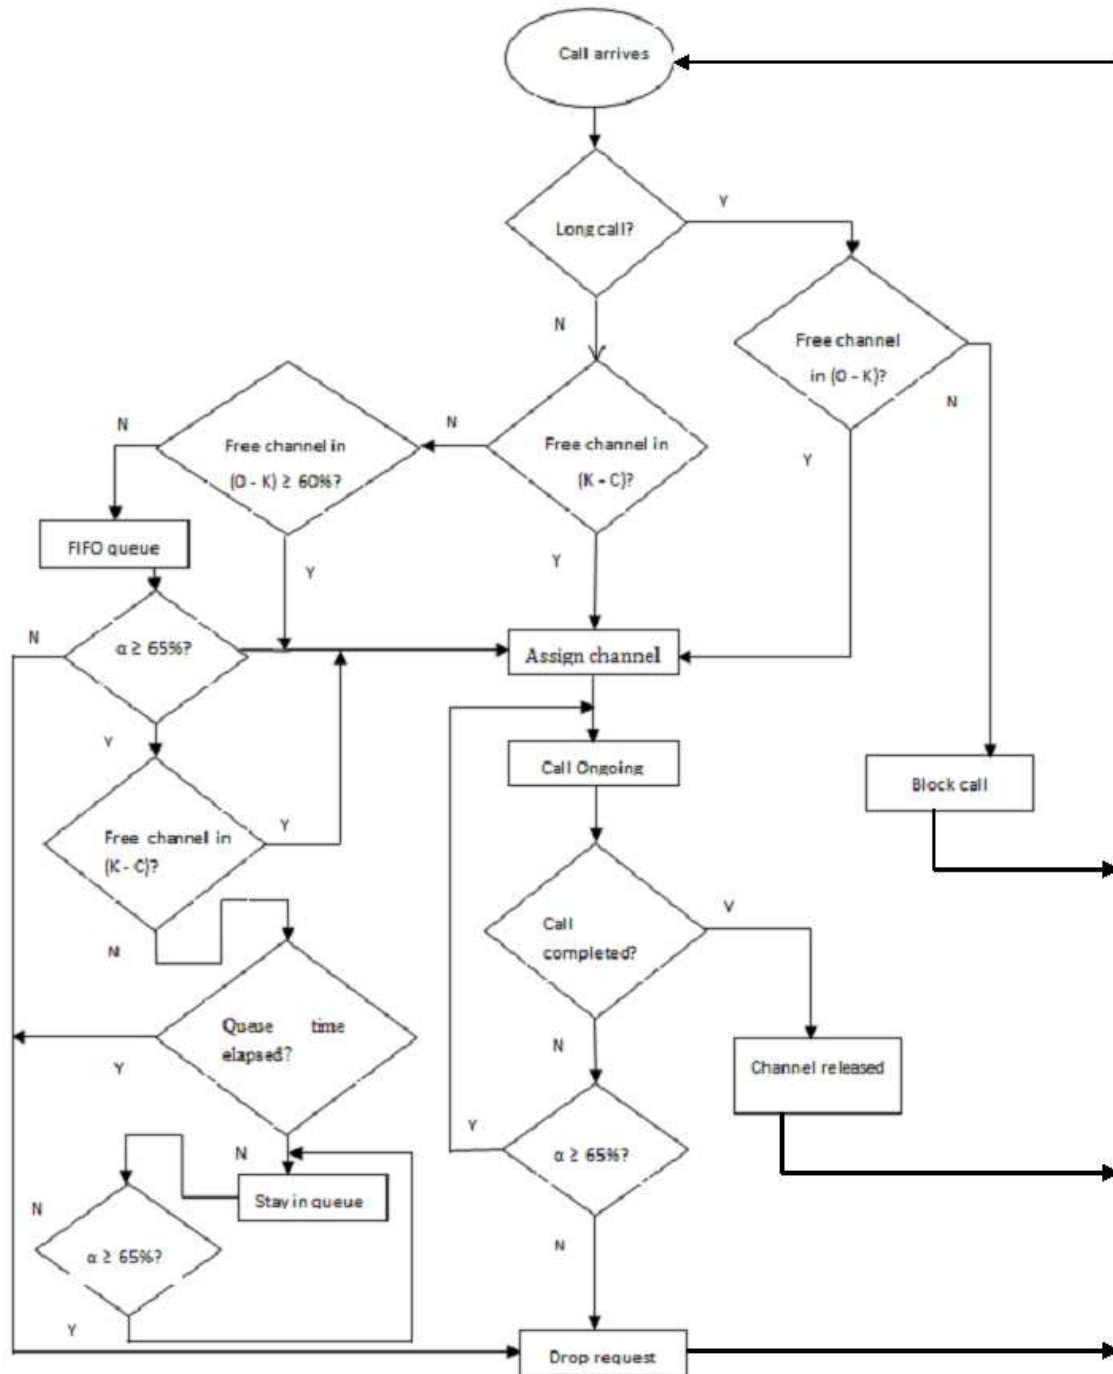 Call arrives
Y
Long call?
N
Free channel
in (O - K)?
N
Y
N
N
Free channel in
(O - K) ≥ 60%?
Free channel in
(K - C)?
FIFO queue
Y
Y
N
α ≥ 65%?
Assign channel
Y
Call Ongoing
Block call
Free channel in
(K - C)?
Y
N
Call
completed?
Y
Queue time
elapsed?
Y
N
Channel released
Y
α ≥ 65%?
N
Stay in queue
N
α ≥ 65%?
N
Y
Drop request